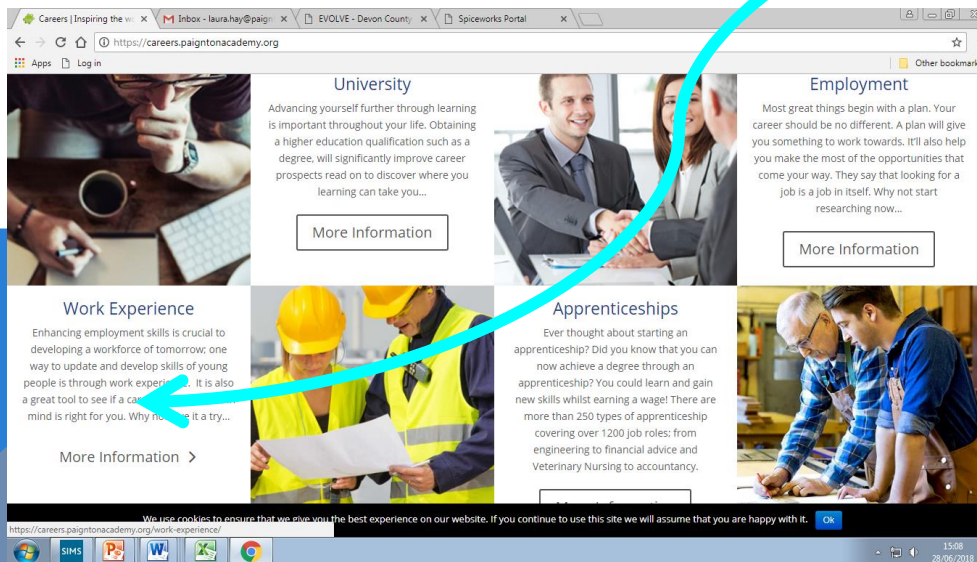 Careers | Inspiring the w
Inbox - laura.hay@paign
EVOLVE - Devon County
Spiceworks Portal
https://careers.paigntonacademy.org
Apps
Log in
Other bookmark
University
Advancing yourself further through learning
is important throughout your life. Obtaining
a higher education qualification such as a
degree, will significantly improve career
prospects read on to discover where you
learning can take you...
More Information
Employment
Most great things begin with a plan. Your
career should be no different. A plan will give
you something to work towards. It'll also help
you make the most of the opportunities that
come your way. They say that looking for a
job is a job in itself. Why not start
researching now...
More Information
Work Experience
Enhancing employment skills is crucial to
developing a workforce of tomorrow; one
way to update and develop skills of young
people is through work It is also
a great tool to see if a
mind is right for you. Why it a try...
More Information >
Apprenticeships
Ever thought about starting an
apprenticeship? Did you know that you can
now achieve a degree through an
apprenticeship? You could learn and gain
new skills whilst earning a wage! There are
more than 250 types of apprenticeship
covering over 1200 job roles; from
engineering to financial advice and
Veterinary Nursing to accountancy.
We use cookies to ensure that we give you the best experience on our website. If you continue to use this site we will assume that you are happy with it.
Ok
https://careers.paigntonacademy.org/work-experience/
SIMS
15:08
28/06/2018